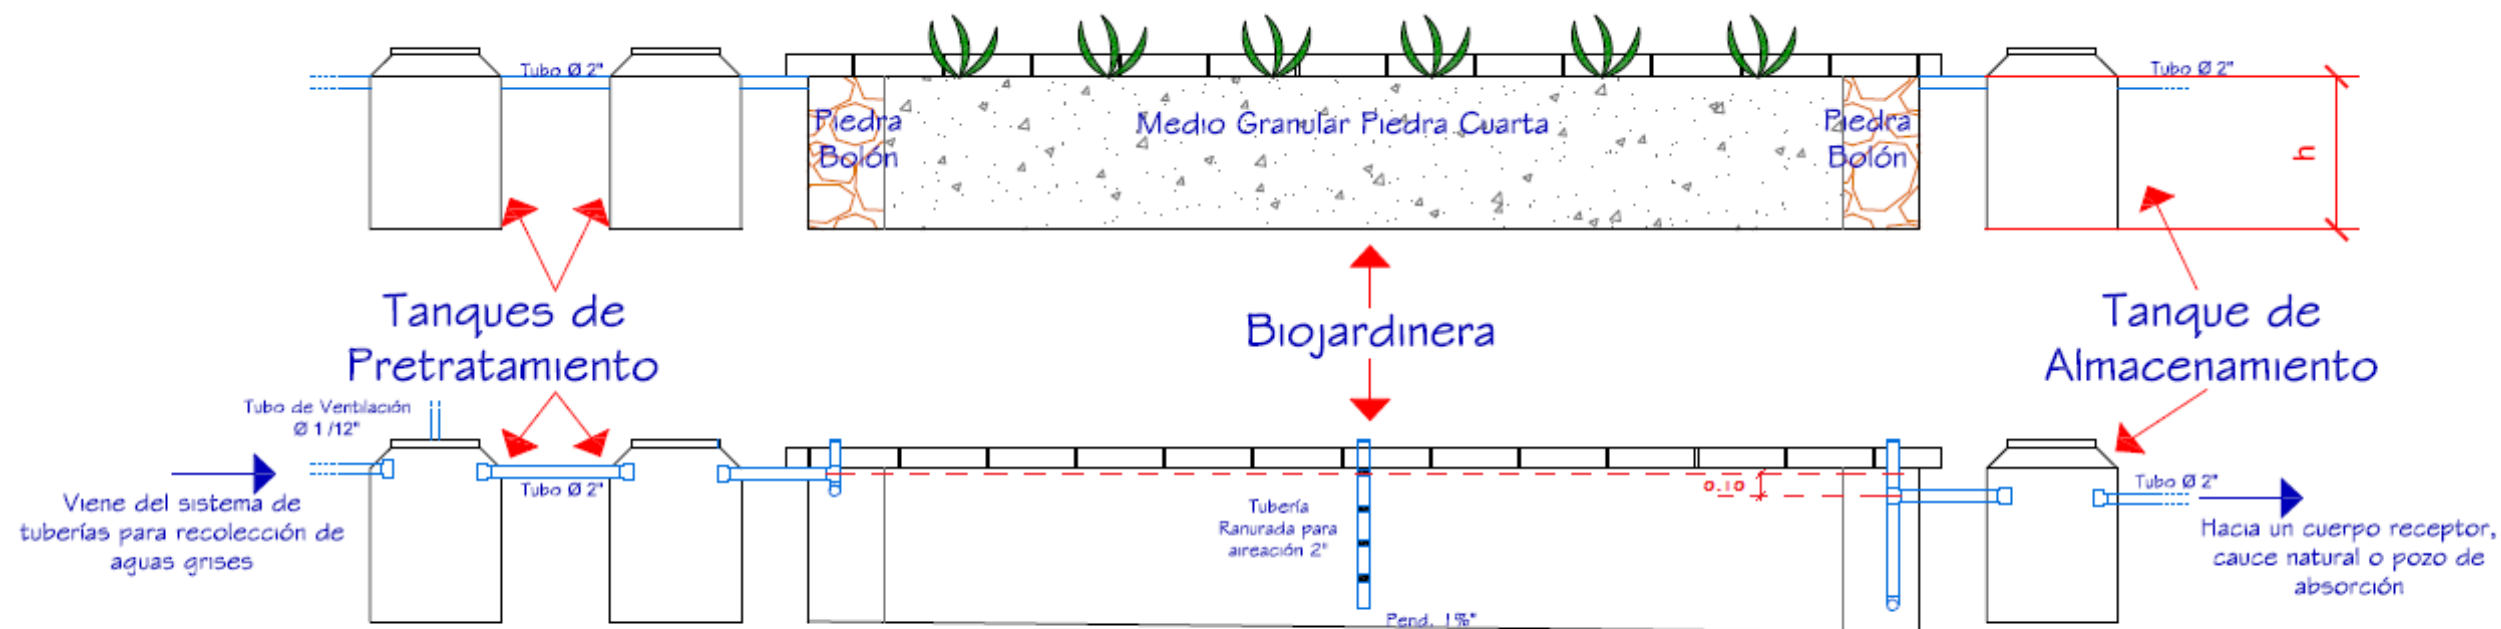 Tubo Ø 2"
Tubo Ø 2"
Piedra
Bolón
Medio Granular Piedra Cuarta
Piedra
Bolón
h
Tanques de
Pretratamiento
Biojardinera
Tanque de
Almacenamiento
Tubo de Ventilación
Ø 1 /12"
Viene del sistema de
tuberías para recolección de
aguas grises
Tubo Ø 2"
Tubería
Ranurada para
aireación 2"
0.10
Tubo Ø 2"
Hacia un cuerpo receptor,
cauce natural o pozo de
absorción
Pend. 1%"